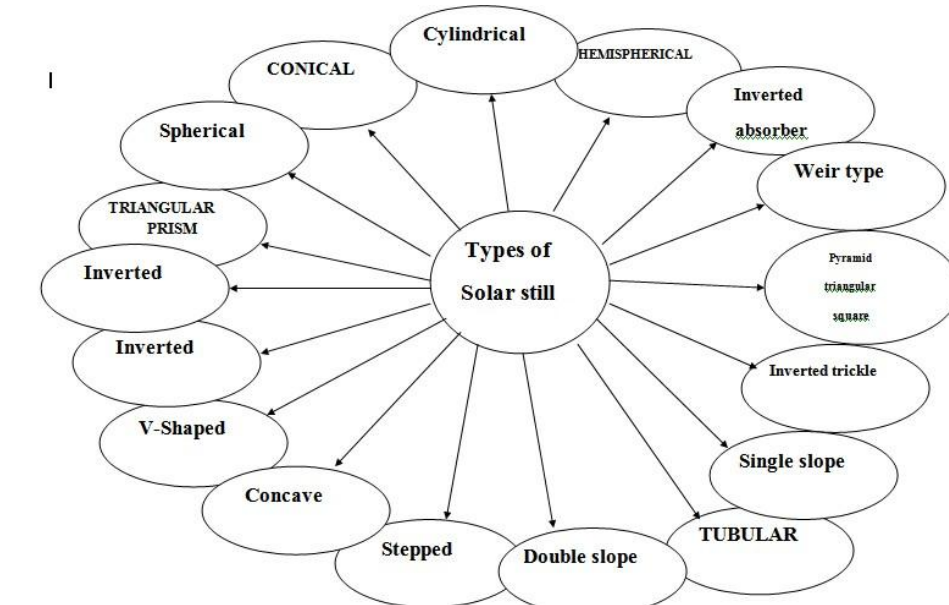 Cylindrical
HEMISPHERICAL
CONICAL
Inverted
absorber
Spherical
Weir type
TRIANGULAR
PRISM
Types of
Solar still
Pyramid
triangular
square
Inverted
Inverted
Inverted trickle
V-Shaped
Single slope
Concave
TUBULAR
Stepped
Double slope